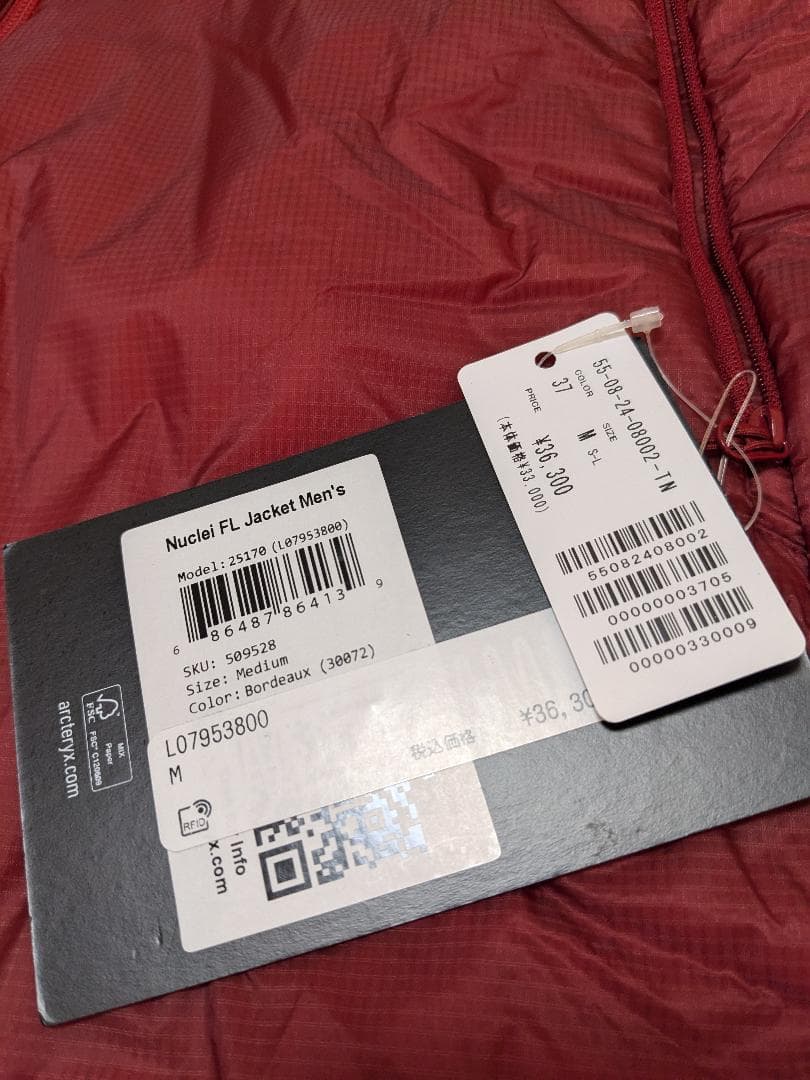 55-08-24-08002-TN
COLOR
SIZE
37
M
S-L
PRICE
¥36,300
(本体価格¥33,000)
55082408002
00000003705
00000330009
Nuclei FL Jacket Men's
Model: 25170 (L07953800)
6 86487 86413 9
SKU: 509528
Size: Medium
Color: Bordeaux (30072)
L07953800
M
税込価格
¥36,30
RFID
Info
x.com
MIX
Paper
FSC
FSC® C120609
arcteryx.com